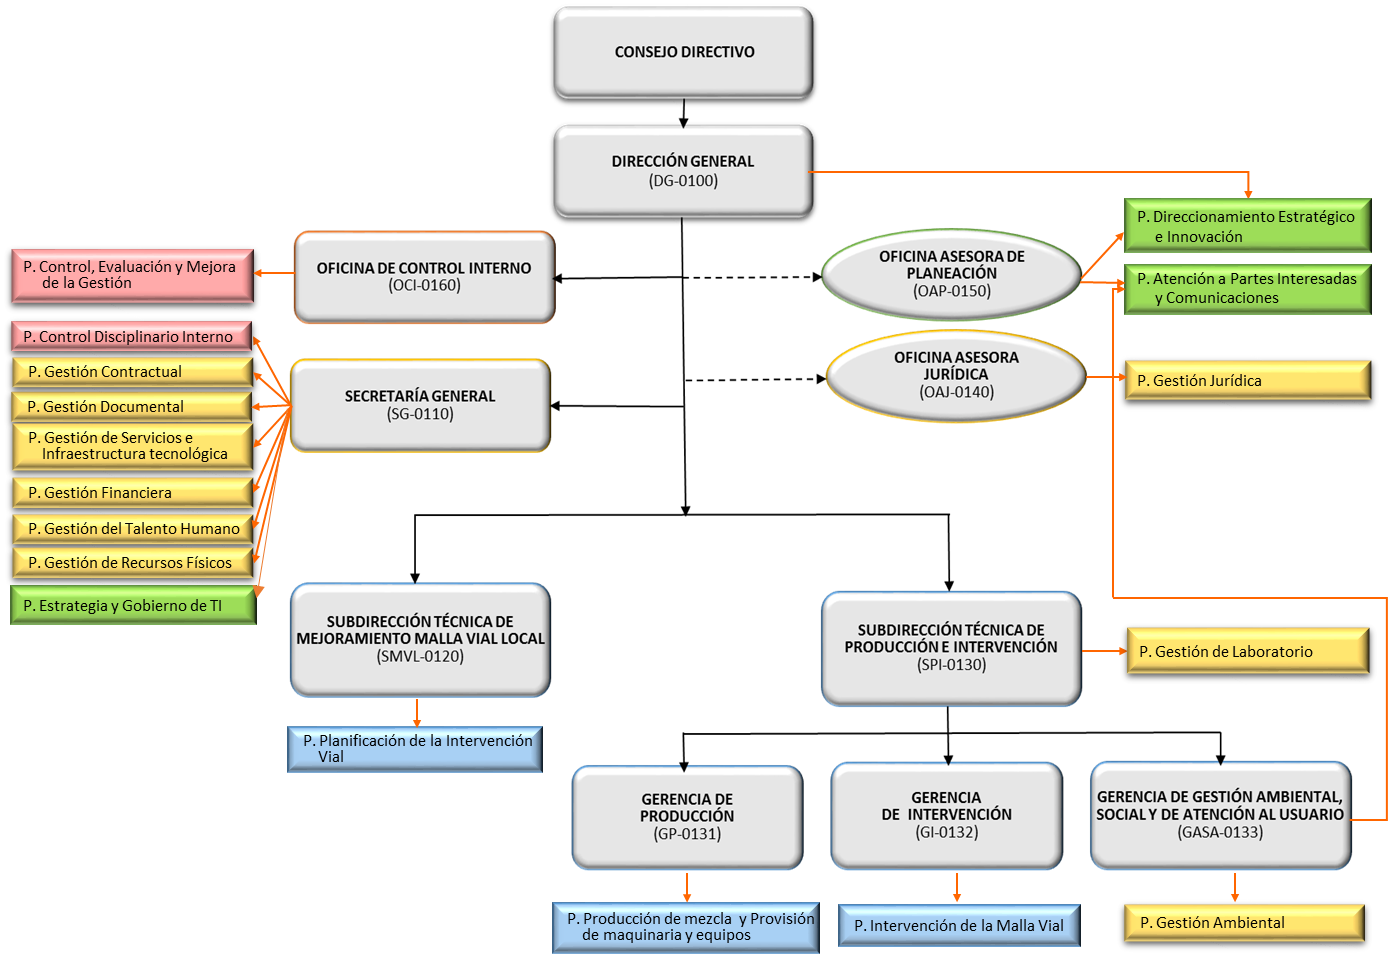 CONSEJO DIRECTIVO
DIRECCIÓN GENERAL
(DG-0100)
P. Direccionamiento Estratégico
e Innovación
OFICINA DE CONTROL INTERNO
(OCI-0160)
OFICINA ASESORA DE
PLANEACIÓN
(OAP-0150)
P. Control, Evaluación y Mejora
de la Gestión
P. Atención a Partes Interesadas
y Comunicaciones
P. Control Disciplinario Interno
P. Gestión Contractual
P. Gestión Documental
P. Gestión de Servicios e
Infraestructura tecnológica
P. Gestión Financiera
P. Gestión del Talento Humano
P. Gestión de Recursos Físicos
P. Estrategia y Gobierno de TI
SECRETARÍA GENERAL
(SG-0110)
OFICINA ASESORA
JURÍDICA
(OAJ-0140)
P. Gestión Jurídica
SUBDIRECCIÓN TÉCNICA DE
MEJORAMIENTO MALLA VIAL LOCAL
(SMVL-0120)
SUBDIRECCIÓN TÉCNICA DE
PRODUCCIÓN E INTERVENCIÓN
(SPI-0130)
P. Gestión de Laboratorio
P. Planificación de la Intervención
Vial
GERENCIA DE
PRODUCCIÓN
(GP-0131)
GERENCIA
DE INTERVENCIÓN
(GI-0132)
GERENCIA DE GESTIÓN AMBIENTAL,
SOCIAL Y DE ATENCIÓN AL USUARIO
(GASA-0133)
P. Producción de mezcla y Provisión
de maquinaria y equipos
P. Intervención de la Malla Vial
P. Gestión Ambiental